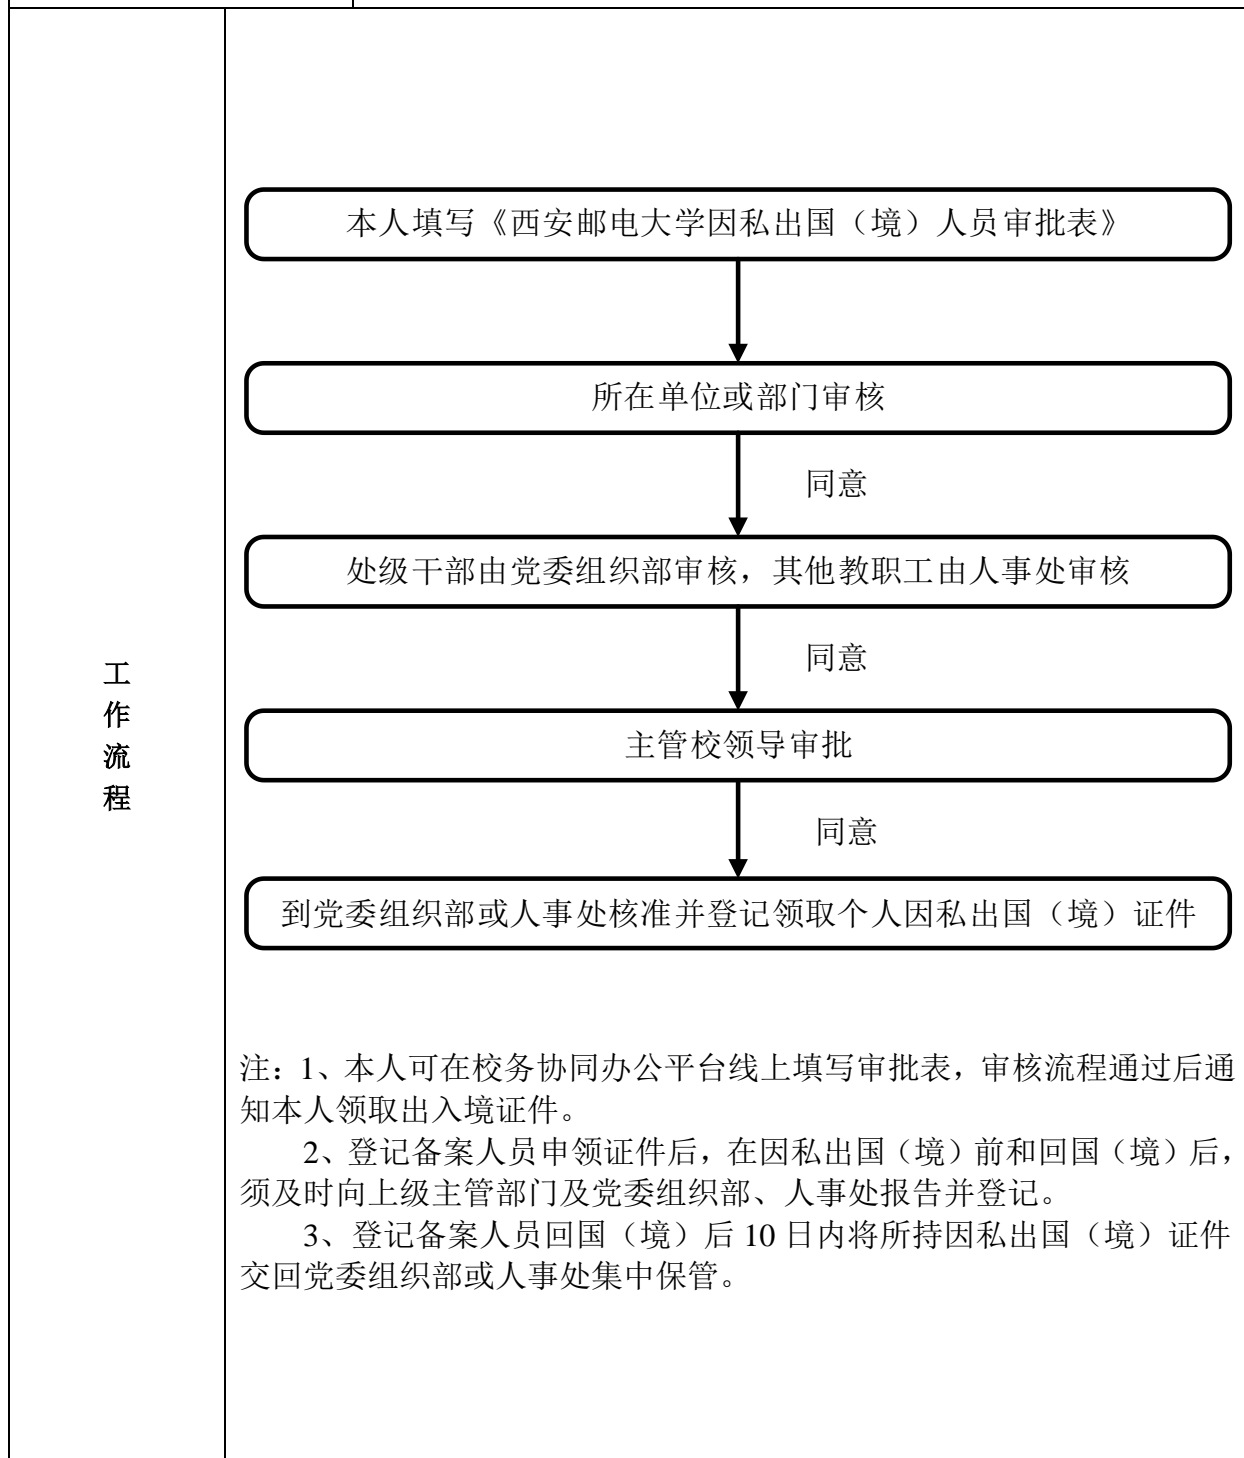 工
作
流
程
本人填写《西安邮电大学因私出国（境）人员审批表》
所在单位或部门审核
同意
处级干部由党委组织部审核，其他教职工由人事处审核
同意
主管校领导审批
同意
到党委组织部或人事处核准并登记领取个人因私出国（境）证件
注：1、本人可在校务协同办公平台线上填写审批表，审核流程通过后通
知本人领取出入境证件。
2、登记备案人员申领证件后，在因私出国（境）前和回国（境）后，
须及时向上级主管部门及党委组织部、人事处报告并登记。
3、登记备案人员回国（境）后 10 日内将所持因私出国（境）证件
交回党委组织部或人事处集中保管。